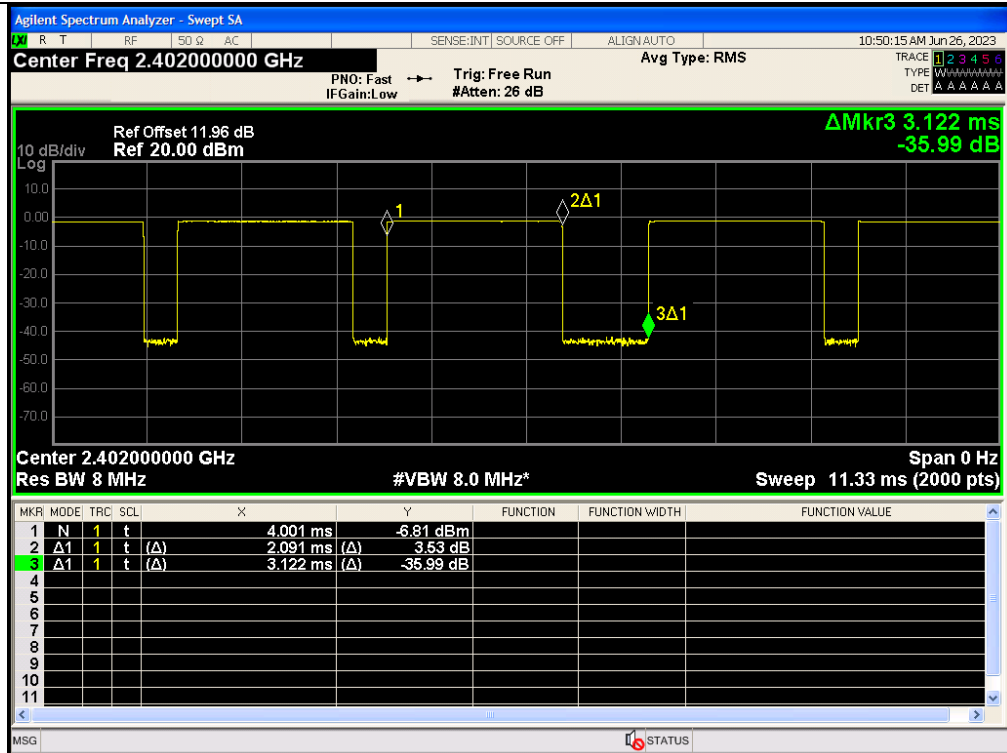 Agilent Spectrum Analyzer - Swept SA
LXI R T RF 50 Ω AC SENSE:INT SOURCE OFF ALIGN AUTO 10:50:15 AM Jun 26, 2023
Center Freq 2.402000000 GHz Avg Type: RMS TRACE 1 2 3 4 5 6
PNO: Fast Trig: Free Run TYPE W
IFGain:Low #Atten: 26 dB DET A A A A A A
ΔMkr3 3.122 ms
-35.99 dB
Ref Offset 11.96 dB
10 dB/div Ref 20.00 dBm
Log
10.0
0.00
-10.0
-20.0
-30.0
-40.0
-50.0
-60.0
-70.0
1
2Δ1
3Δ1
Center 2.402000000 GHz Span 0 Hz
Res BW 8 MHz #VBW 8.0 MHz* Sweep 11.33 ms (2000 pts)
MKR MODE TRC SCL X Y FUNCTION FUNCTION WIDTH FUNCTION VALUE
1 N 1 t 4.001 ms -6.81 dBm
2 Δ1 1 t (Δ) 2.091 ms (Δ) 3.53 dB
3 Δ1 1 t (Δ) 3.122 ms (Δ) -35.99 dB
4
5
6
7
8
9
10
11
MSG STATUS